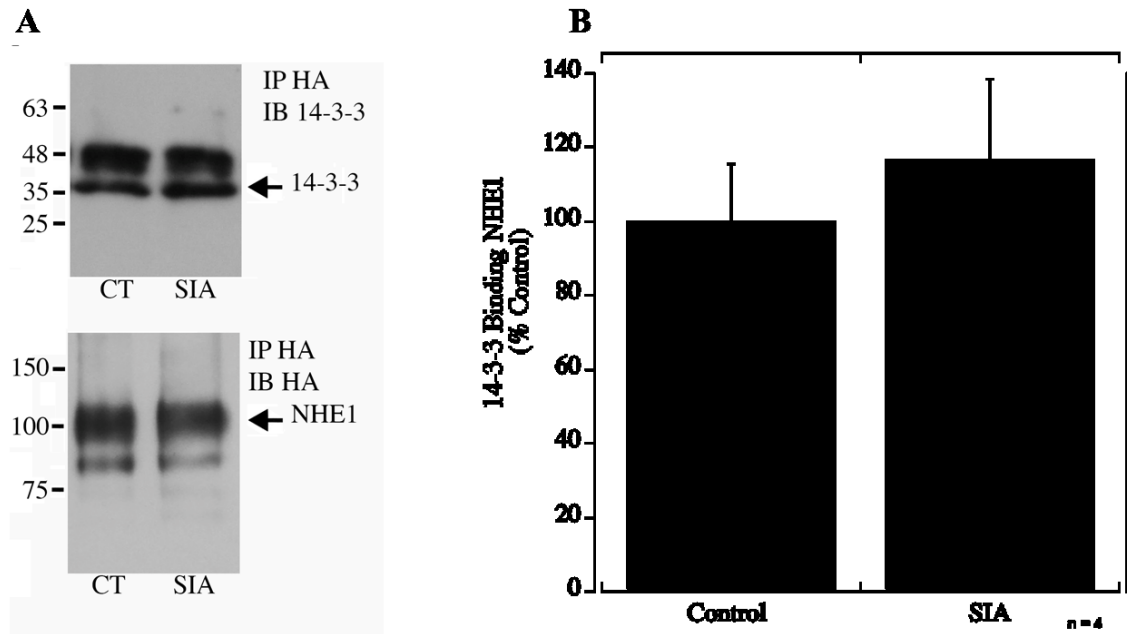 A
IP HA
IB 14-3-3
63
48
35
25
14-3-3
CT SIA
IP HA
IB HA
150
100
75
NHE1
CT SIA
B
14-3-3 Binding NHE1
(% Control)
140
120
100
80
60
40
20
0
Control SIA
n = 4